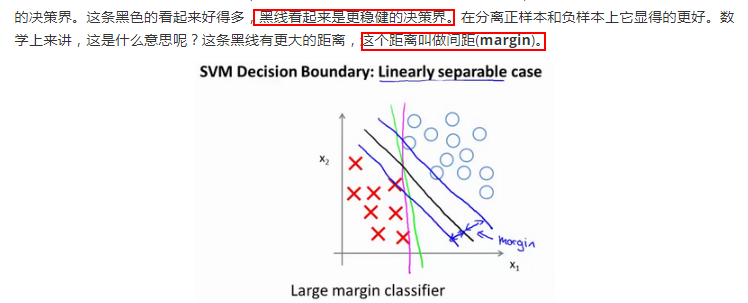 的决策界。这条黑色的看起来好得多，黑线看起来是更稳健的决策界。在分离正样本和负样本上它显得的更好。数
学上来讲，这是什么意思呢？这条黑线有更大的距离，这个距离叫做间距(margin)。
SVM Decision Boundary: Linearly separable case
x2
margin
x1
Large margin classifier